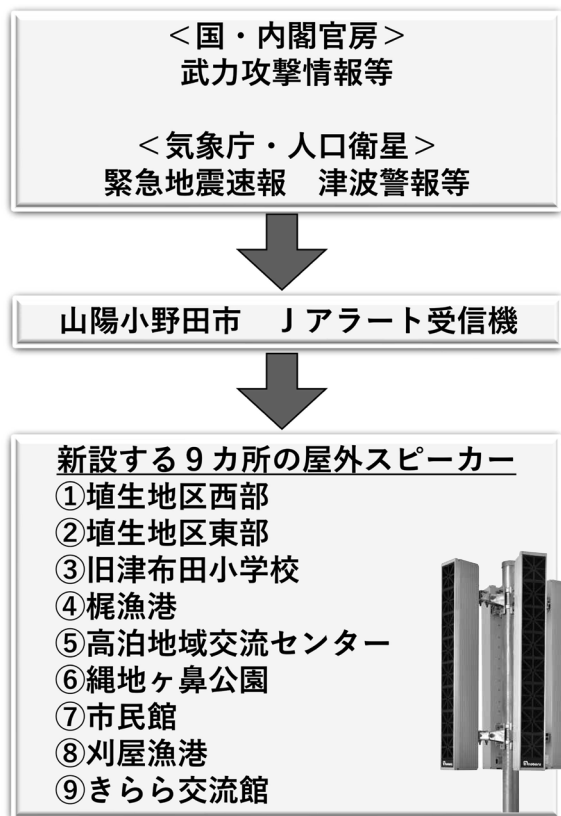 ＜国・内閣官房＞
武力攻撃情報等
＜気象庁・人口衛星＞
緊急地震速報　津波警報等
山陽小野田市　Ｊアラート受信機
新設する９カ所の屋外スピーカー
①埴生地区西部
②埴生地区東部
③旧津布田小学校
④梶漁港
⑤高泊地域交流センター
⑥縄地ヶ鼻公園
⑦市民館
⑧刈屋漁港
⑨きらら交流館